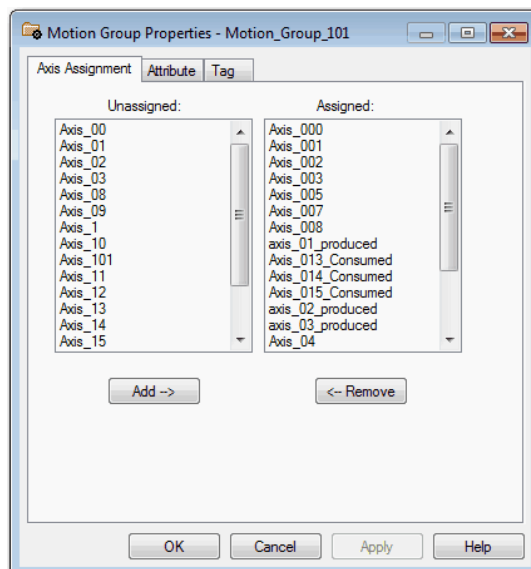 Motion Group Properties - Motion_Group_101
Axis Assignment Attribute Tag
Unassigned: Assigned:
Axis_00 Axis_000
Axis_01 Axis_001
Axis_02 Axis_002
Axis_03 Axis_003
Axis_08 Axis_005
Axis_09 Axis_007
Axis_1 Axis_008
Axis_10 axis_01_produced
Axis_101 Axis_013_Consumed
Axis_11 Axis_014_Consumed
Axis_12 Axis_015_Consumed
Axis_13 axis_02_produced
Axis_14 axis_03_produced
Axis_15 Axis_04
Add --> <-- Remove
OK Cancel Apply Help